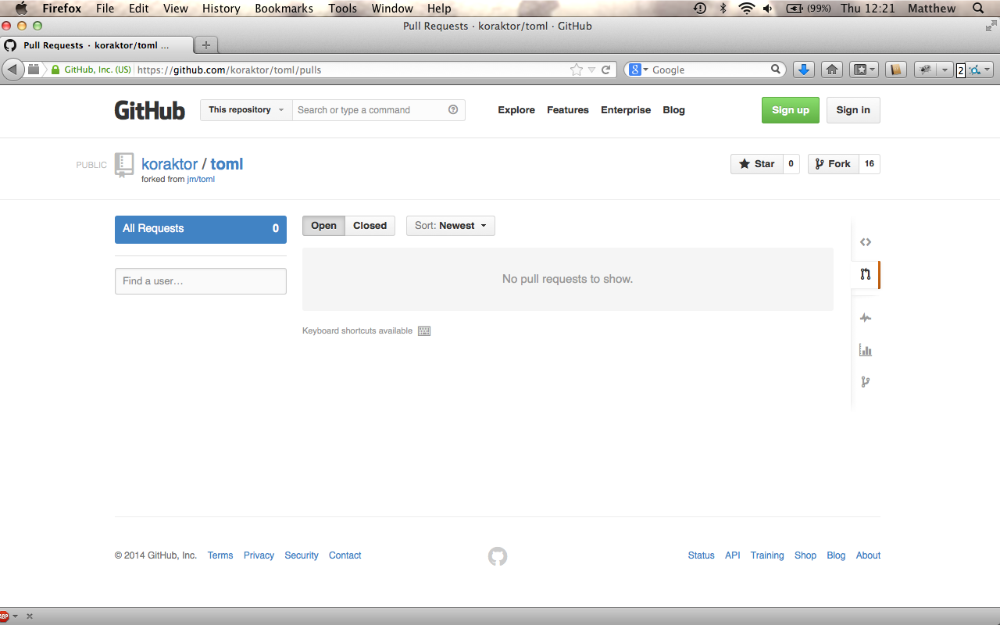 Firefox File Edit View History Bookmarks Tools Window Help (99%) Thu 12:21 Matthew
Pull Requests · koraktor/toml · GitHub
Pull Requests · koraktor/toml ...
GitHub, Inc. (US) https://github.com/koraktor/toml/pulls 8 Google 2
GitHub This repository Search or type a command Explore Features Enterprise Blog Sign up Sign in
PUBLIC koraktor / toml Star 0 Fork 16
forked from jm/toml
All Requests 0 Open Closed Sort: Newest
Find a user… No pull requests to show.
Keyboard shortcuts available
© 2014 GitHub, Inc. Terms Privacy Security Contact Status API Training Shop Blog About
ABP